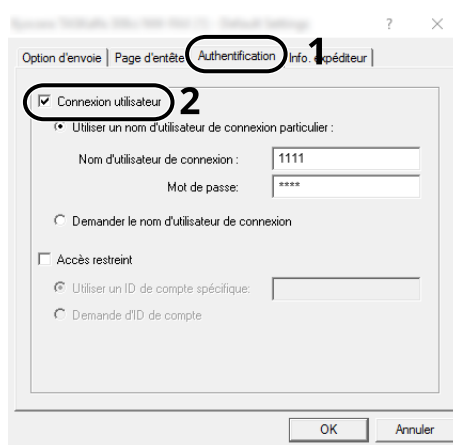 Default Settings
?
Option d'envoie Page d'entête Authentification Info. expéditeur
1
Connexion utilisateur
2
Utiliser un nom d'utilisateur de connexion particulier :
Nom d'utilisateur de connexion : 1111
Mot de passe: ****
Demander le nom d'utilisateur de connexion
Accès restreint
Utiliser un ID de compte spécifique:
Demande d'ID de compte
OK Annuler